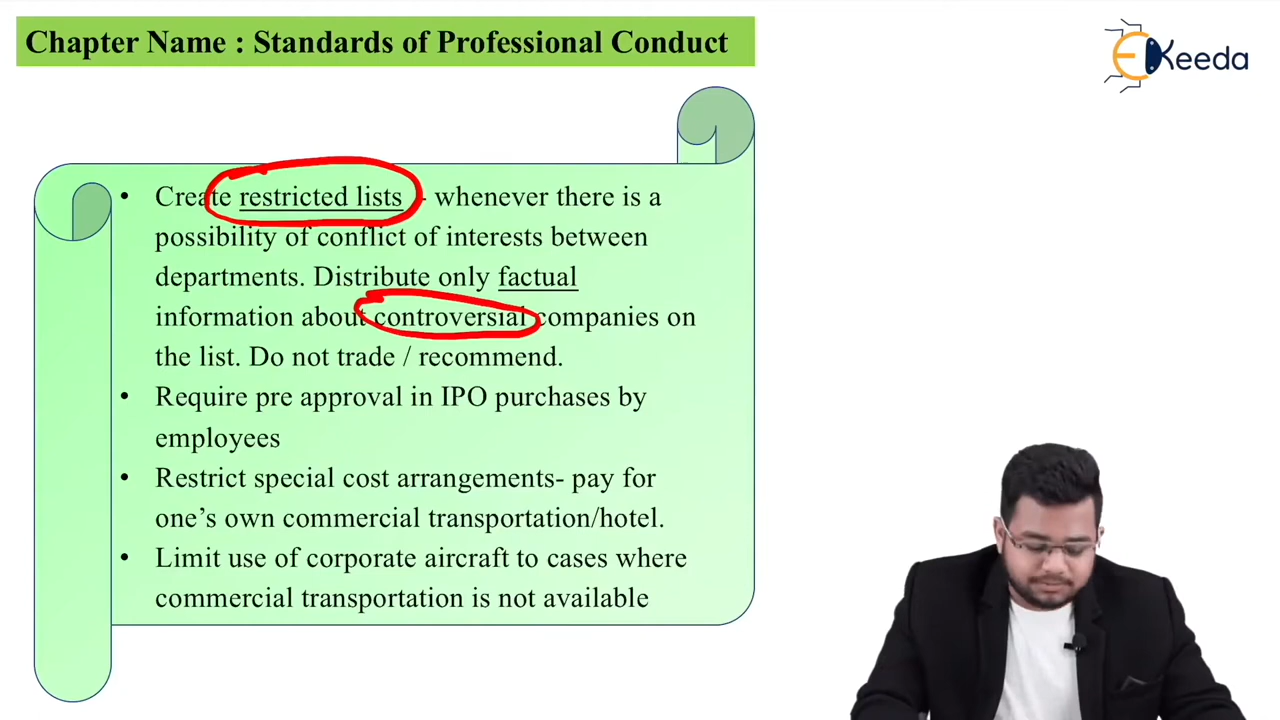 Chapter Name : Standards of Professional Conduct
EKeeda
• Create restricted lists - whenever there is a
possibility of conflict of interests between
departments. Distribute only factual
information about controversial companies on
the list. Do not trade / recommend.
• Require pre approval in IPO purchases by
employees
• Restrict special cost arrangements- pay for
one’s own commercial transportation/hotel.
• Limit use of corporate aircraft to cases where
commercial transportation is not available